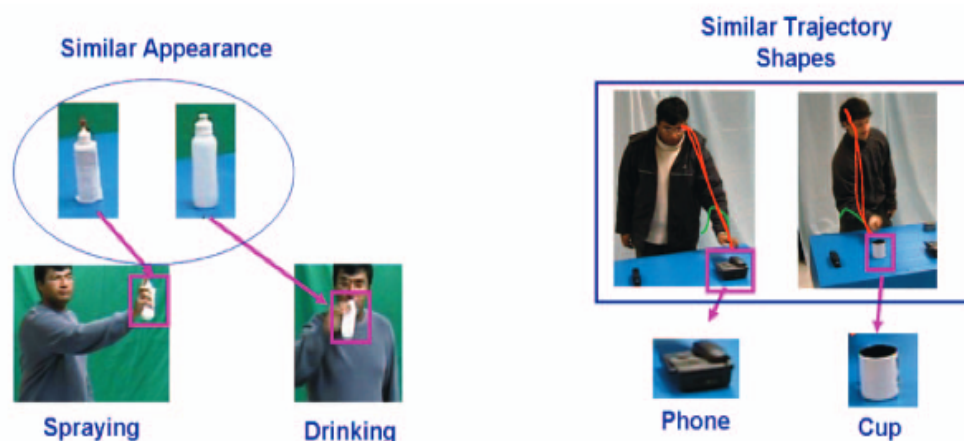 Similar Appearance
Spraying
Drinking
Similar Trajectory
Shapes
Phone
Cup